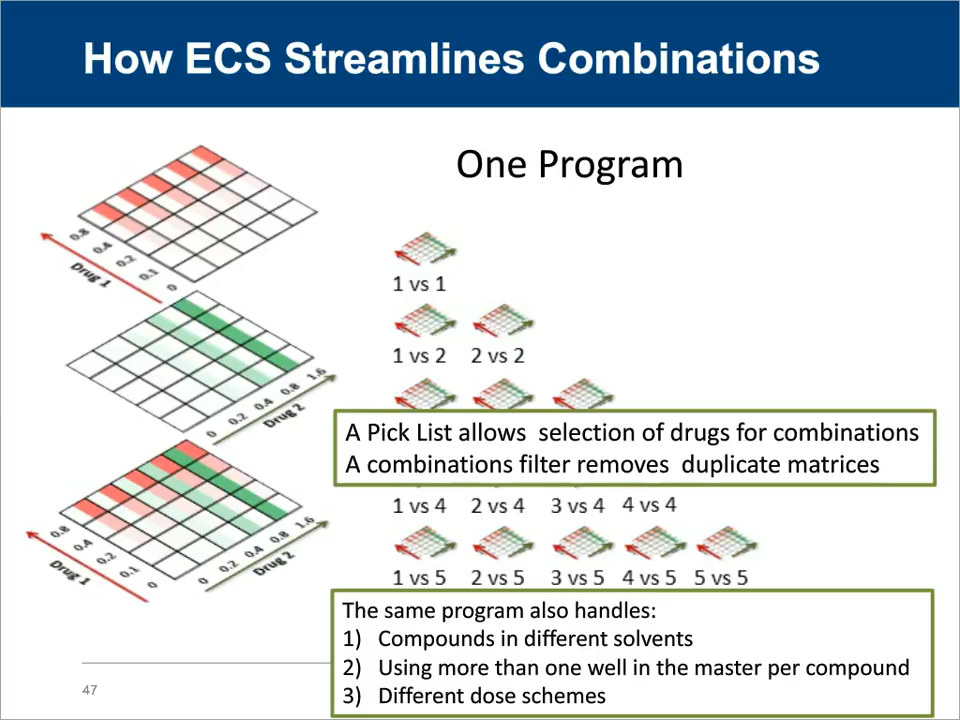 How ECS Streamlines Combinations
One Program
0.8
0.4
0.2
0.1
0
Drug 1
0
0.2
0.4
0.8
1.6
Drug 2
0.8
0.4
0.2
0.1
0
Drug 1
0
0.2
0.4
0.8
1.6
Drug 2
1 vs 1
1 vs 2 2 vs 2
A Pick List allows selection of drugs for combinations
A combinations filter removes duplicate matrices
1 vs 4 2 vs 4 3 vs 4 4 vs 4
1 vs 5 2 vs 5 3 vs 5 4 vs 5 5 vs 5
The same program also handles:
1) Compounds in different solvents
2) Using more than one well in the master per compound
3) Different dose schemes
47